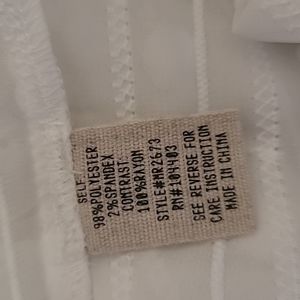 SELF:
98%POLYESTER
2%SPANDEX
CONTRAST:
100%RAYON
STYLE#MR2673
RN#104403
SEE REVERSE FOR
CARE INSTRUCTION
MADE IN CHINA